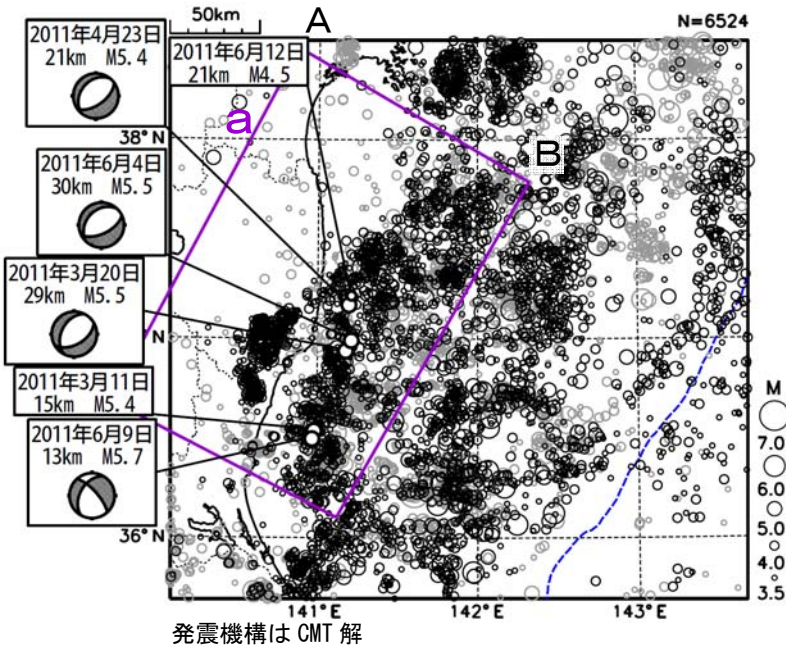 50km
A
N=6524
2011年4月23日
21km M5.4
2011年6月12日
21km M4.5
a
38°N
B
2011年6月4日
30km M5.5
2011年3月20日
29km M5.5
N
2011年3月11日
15km M5.4
2011年6月9日
13km M5.7
36°N
M
7.0
6.0
5.0
4.0
3.5
141°E
142°E
143°E
発震機構は CMT 解